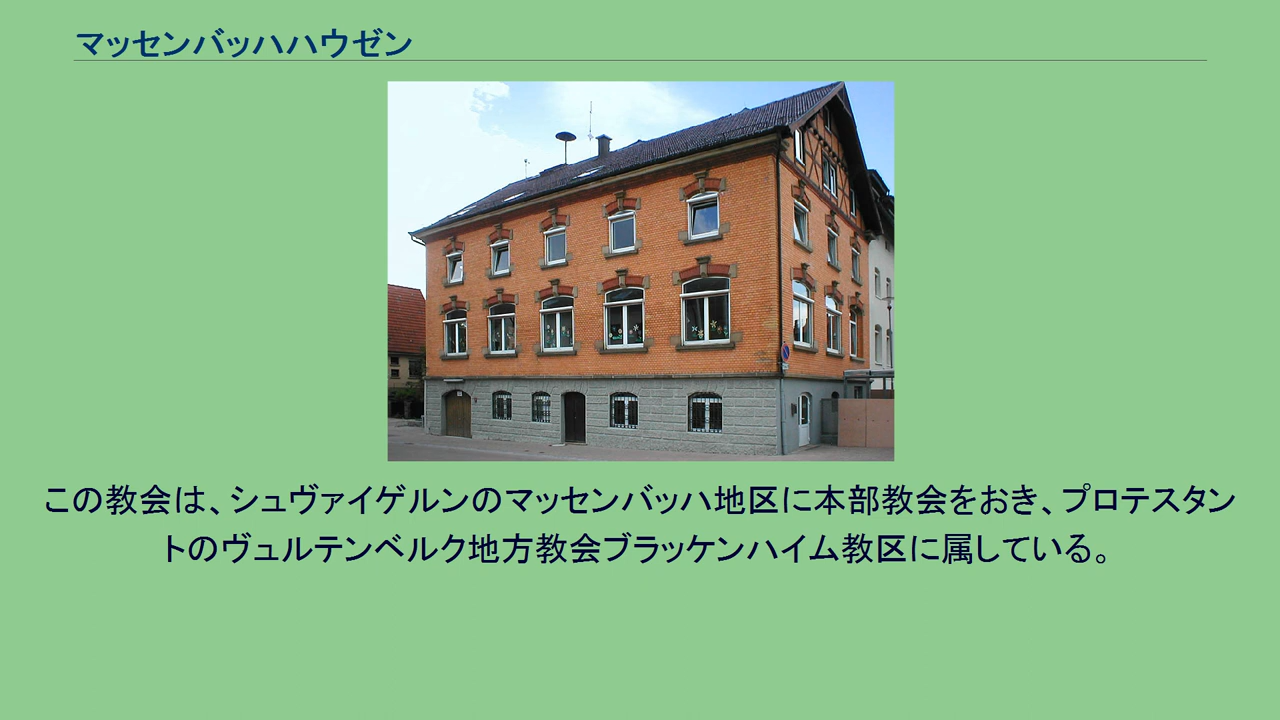 マッセンバッハハウゼン
この教会は、シュヴァイゲルンのマッセンバッハ地区に本部教会をおき、プロテスタン
トのヴュルテンベルク地方教会ブラッケンハイム教区に属している。